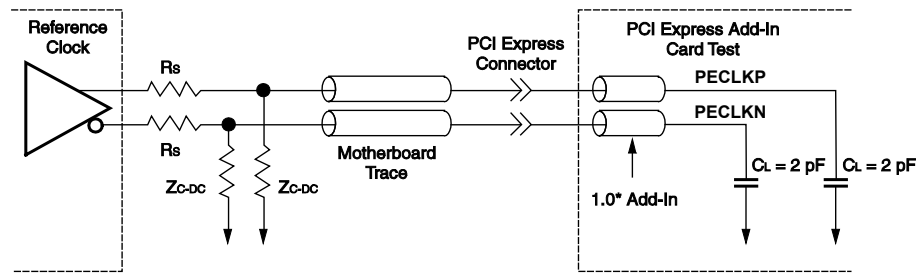 Reference
Clock
Rs
Rs
ZC-DC
ZC-DC
Motherboard
Trace
PCI Express
Connector
PCI Express Add-In
Card Test
PECLKP
PECLKN
1.0* Add-In
CL = 2 pF
CL = 2 pF